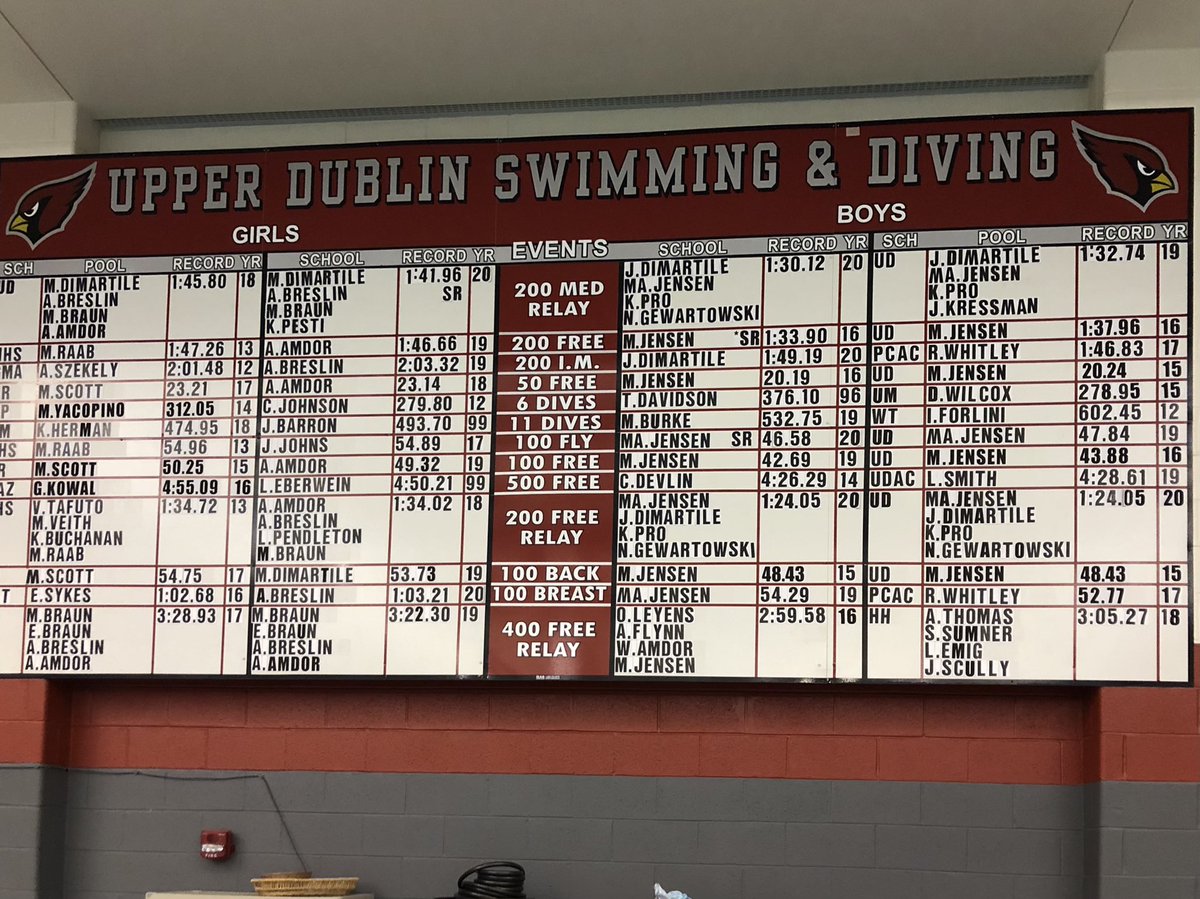 UPPER DUBLIN SWIMMING & DIVING
GIRLS BOYS
SCH POOL RECORD YR SCHOOL RECORD YR EVENTS SCHOOL RECORD YR SCH POOL RECORD YR
UD M.DIMARTILE 1:45.80 18 M.DIMARTILE 1:41.96 20 200 MED J.DIMARTILE 1:30.12 20 UD J.DIMARTILE 1:32.74 19
A.BRESLIN A.BRESLIN SR RELAY MA.JENSEN MA.JENSEN
M.BRAUN M.BRAUN K.PRO K.PRO
A.AMDOR K.PESTI N.GEWARTOWSKI J.KRESSMAN
HS M.RAAB 1:47.26 13 A.AMDOR 1:46.66 19 200 FREE M.JENSEN *SR 1:33.90 16 UD M.JENSEN 1:37.96 16
GMA A.SZEKELY 2:01.48 12 A.BRESLIN 2:03.32 19 200 I.M. J.DIMARTILE 1:49.19 20 PCAC R.WHITLEY 1:46.83 17
R M.SCOTT 23.21 17 A.AMDOR 23.14 18 50 FREE M.JENSEN 20.19 16 UD M.JENSEN 20.24 15
P M.YACOPINO 312.05 14 C.JOHNSON 279.80 12 6 DIVES T.DAVIDSON 376.10 96 UM D.WILCOX 278.95 15
M K.HERMAN 474.95 18 J.BARRON 493.70 99 11 DIVES M.BURKE 532.75 19 WT I.FORLINI 602.45 12
HS M.RAAB 54.96 13 J.JOHNS 54.89 17 100 FLY MA.JENSEN SR 46.58 20 UD MA.JENSEN 47.84 19
R M.SCOTT 50.25 15 A.AMDOR 49.32 19 100 FREE M.JENSEN 42.69 19 UD M.JENSEN 43.88 16
AZ G.KOWAL 4:55.09 16 L.EBERWEIN 4:50.21 99 500 FREE C.DEVLIN 4:26.29 14 UDAC L.SMITH 4:28.61 19
HS V.TAFUTO 1:34.72 13 A.AMDOR 1:34.02 18 200 FREE MA.JENSEN 1:24.05 20 UD MA.JENSEN 1:24.05 20
M.VEITH A.BRESLIN RELAY J.DIMARTILE J.DIMARTILE
K.BUCHANAN L.PENDLETON K.PRO K.PRO
M.RAAB M.BRAUN N.GEWARTOWSKI N.GEWARTOWSKI
M.SCOTT 54.75 17 M.DIMARTILE 53.73 19 100 BACK M.JENSEN 48.43 15 UD M.JENSEN 48.43 15
T E.SYKES 1:02.68 16 A.BRESLIN 1:03.21 20 100 BREAST MA.JENSEN 54.29 19 PCAC R.WHITLEY 52.77 17
M.BRAUN 3:28.93 17 M.BRAUN 3:22.30 19 400 FREE O.LEYENS 2:59.58 16 HH A.THOMAS 3:05.27 18
E.BRAUN E.BRAUN RELAY A.FLYNN S.SUMNER
A.BRESLIN A.BRESLIN W.AMDOR L.EMIG
A.AMDOR A.AMDOR M.JENSEN J.SCULLY
FIRE